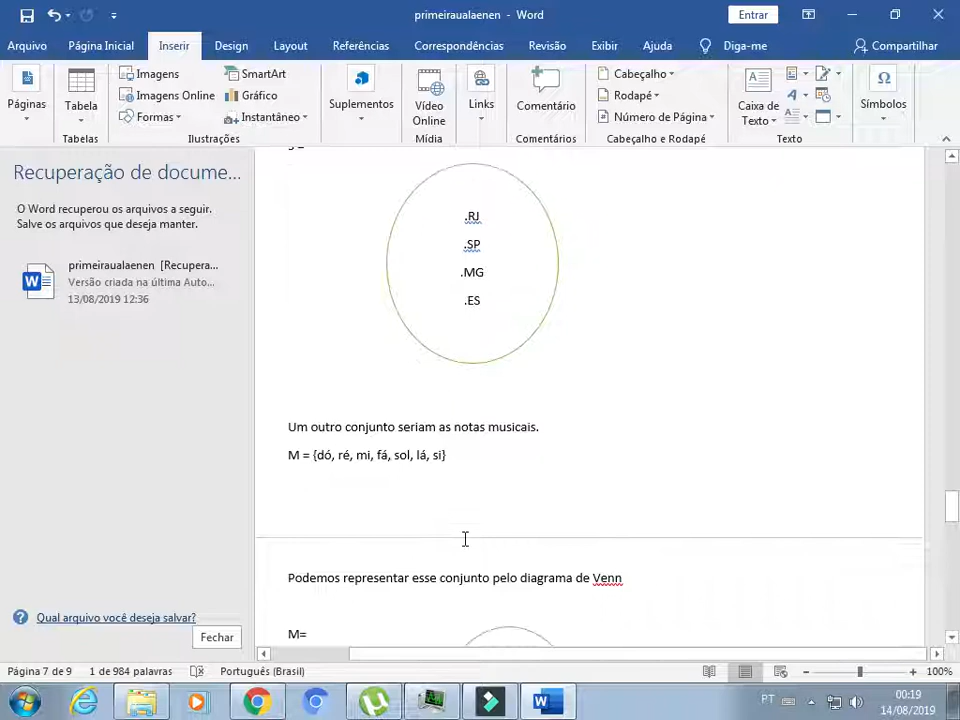 primeiraualaenen - Word
Entrar
Arquivo Página Inicial Inserir Design Layout Referências Correspondências Revisão Exibir Ajuda Diga-me Compartilhar
Páginas
Tabela
Tabelas
Imagens
Imagens Online
Formas
SmartArt
Gráfico
Instantâneo
Ilustrações
Suplementos
Vídeo
Online
Mídia
Links
Comentário
Comentários
Cabeçalho
Rodapé
Número de Página
Cabeçalho e Rodapé
Caixa de
Texto
Texto
Símbolos
Recuperação de docume...
O Word recuperou os arquivos a seguir.
Salve os arquivos que deseja manter.
primeiraualaenen [Recupera...
Versão criada na última Auto...
13/08/2019 12:36
Qual arquivo você deseja salvar?
Fechar
.RJ
.SP
.MG
.ES
Um outro conjunto seriam as notas musicais.
M = {dó, ré, mi, fá, sol, lá, si}
Podemos representar esse conjunto pelo diagrama de Venn
M=
Página 7 de 9 1 de 984 palavras Português (Brasil) 100%
PT
00:19
14/08/2019